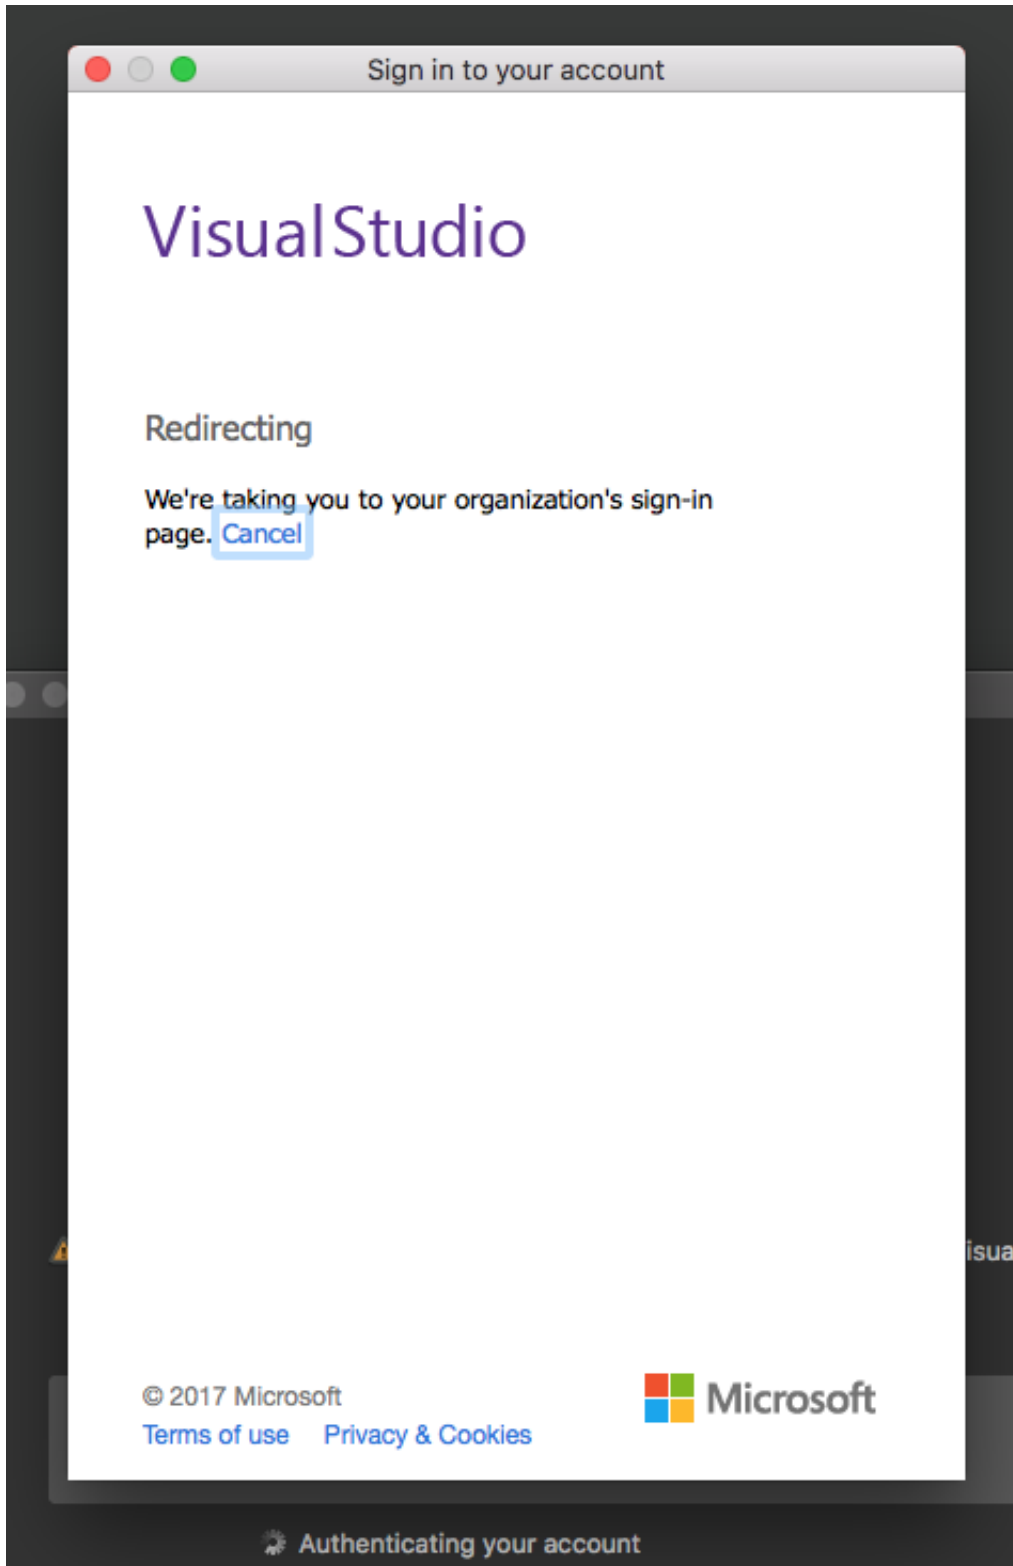 Sign in to your account
Visual Studio
Redirecting
We're taking you to your organization's sign-in
page. Cancel
isua
© 2017 Microsoft
Microsoft
Terms of use Privacy & Cookies
Authenticating your account